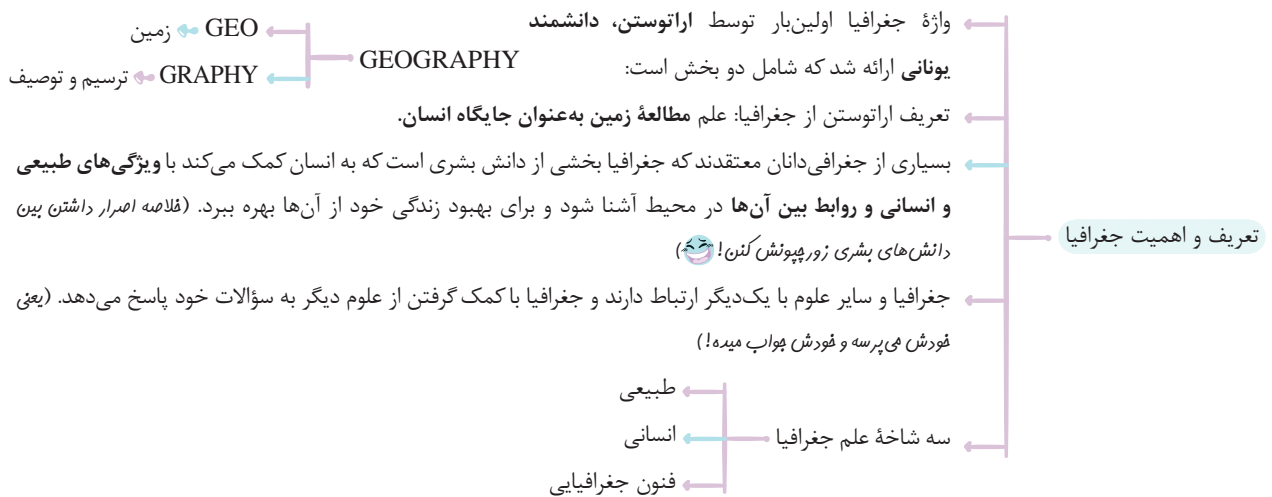 تعریف و اهمیت جغرافیا
واژهٔ جغرافیا اولین‌بار توسط اراتوستن، دانشمند
یونانی ارائه شد که شامل دو بخش است:
GEOGRAPHY
GEO زمین
GRAPHY ترسیم و توصیف
تعریف اراتوستن از جغرافیا: علم مطالعهٔ زمین به‌عنوان جایگاه انسان.
بسیاری از جغرافی‌دانان معتقدند که جغرافیا بخشی از دانش بشری است که به انسان کمک می‌کند با ویژگی‌های طبیعی
و انسانی و روابط بین آن‌ها در محیط آشنا شود و برای بهبود زندگی خود از آن‌ها بهره ببرد. (خلاصه اصرار داشتن بین
دانش‌های بشری زورچپونش کنن! 😂)
جغرافیا و سایر علوم با یک‌دیگر ارتباط دارند و جغرافیا با کمک گرفتن از علوم دیگر به سؤالات خود پاسخ می‌دهد. (یعنی
خودش می‌پرسه و خودش جواب میده!)
سه شاخهٔ علم جغرافیا
طبیعی
انسانی
فنون جغرافیایی